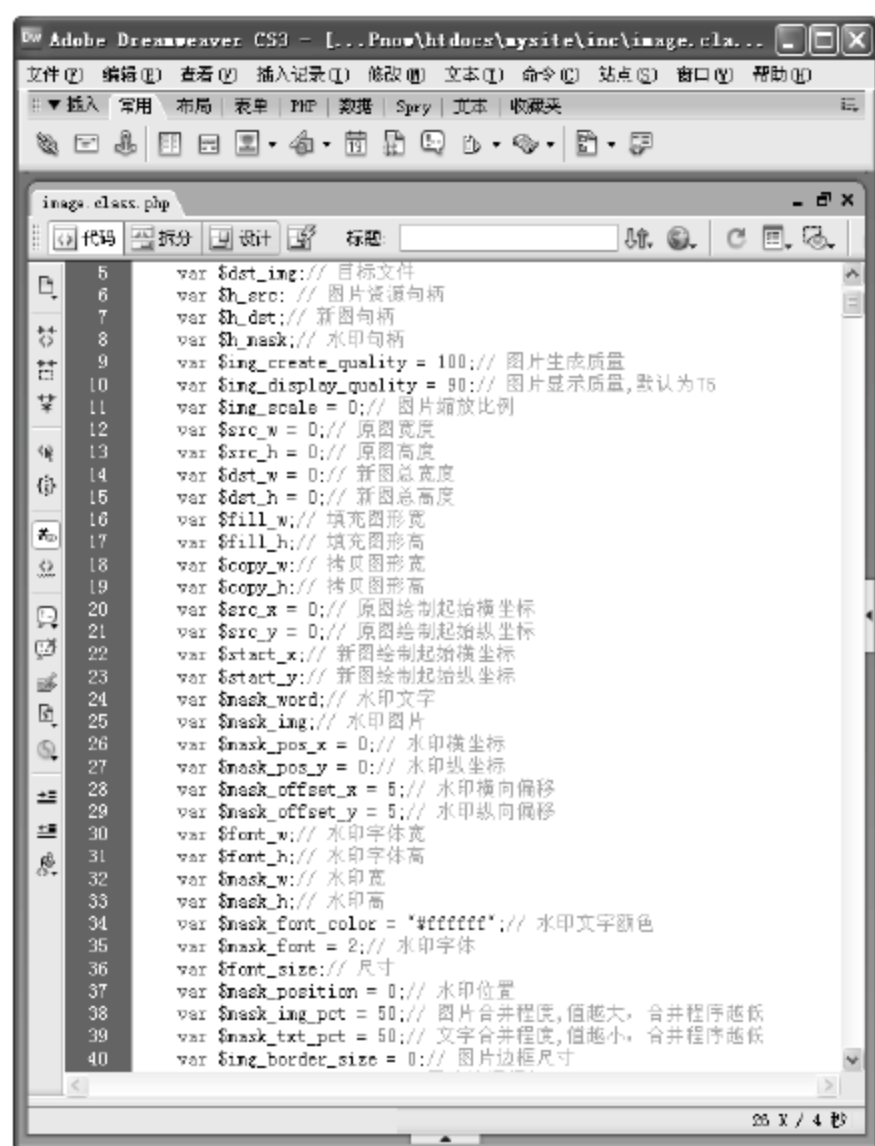 Adobe Dreamweaver CS3 - [...Pnow\htdocs\mysite\inc\image.cla...
文件(F) 编辑(E) 查看(V) 插入记录(I) 修改(M) 文本(T) 命令(C) 站点(S) 窗口(W) 帮助(H)
▼插入 常用 布局 表单 PHP 数据 Spry 文本 收藏夹
image.class.php
代码 拆分 设计 标题:
5 var $dst_img;// 目标文件
6 var $h_src; // 图片资源句柄
7 var $h_dst;// 新图句柄
8 var $h_mask;// 水印句柄
9 var $img_create_quality = 100;// 图片生成质量
10 var $img_display_quality = 90;// 图片显示质量,默认为75
11 var $img_scale = 0;// 图片缩放比例
12 var $src_w = 0;// 原图宽度
13 var $src_h = 0;// 原图高度
14 var $dst_w = 0;// 新图总宽度
15 var $dst_h = 0;// 新图总高度
16 var $fill_w;// 填充图形宽
17 var $fill_h;// 填充图形高
18 var $copy_w;// 拷贝图形宽
19 var $copy_h;// 拷贝图形高
20 var $src_x = 0;// 原图绘制起始横坐标
21 var $src_y = 0;// 原图绘制起始纵坐标
22 var $start_x;// 新图绘制起始横坐标
23 var $start_y;// 新图绘制起始纵坐标
24 var $mask_word;// 水印文字
25 var $mask_img;// 水印图片
26 var $mask_pos_x = 0;// 水印横坐标
27 var $mask_pos_y = 0;// 水印纵坐标
28 var $mask_offset_x = 5;// 水印横向偏移
29 var $mask_offset_y = 5;// 水印纵向偏移
30 var $font_w;// 水印字体宽
31 var $font_h;// 水印字体高
32 var $mask_w;// 水印宽
33 var $mask_h;// 水印高
34 var $mask_font_color = "#ffffff";// 水印文字颜色
35 var $mask_font = 2;// 水印字体
36 var $font_size;// 尺寸
37 var $mask_position = 0;// 水印位置
38 var $mask_img_pct = 50;// 图片合并程度,值越大，合并程序越低
39 var $mask_txt_pct = 50;// 文字合并程度,值越小，合并程序越低
40 var $img_border_size = 0;// 图片边框尺寸
26 K / 4 秒